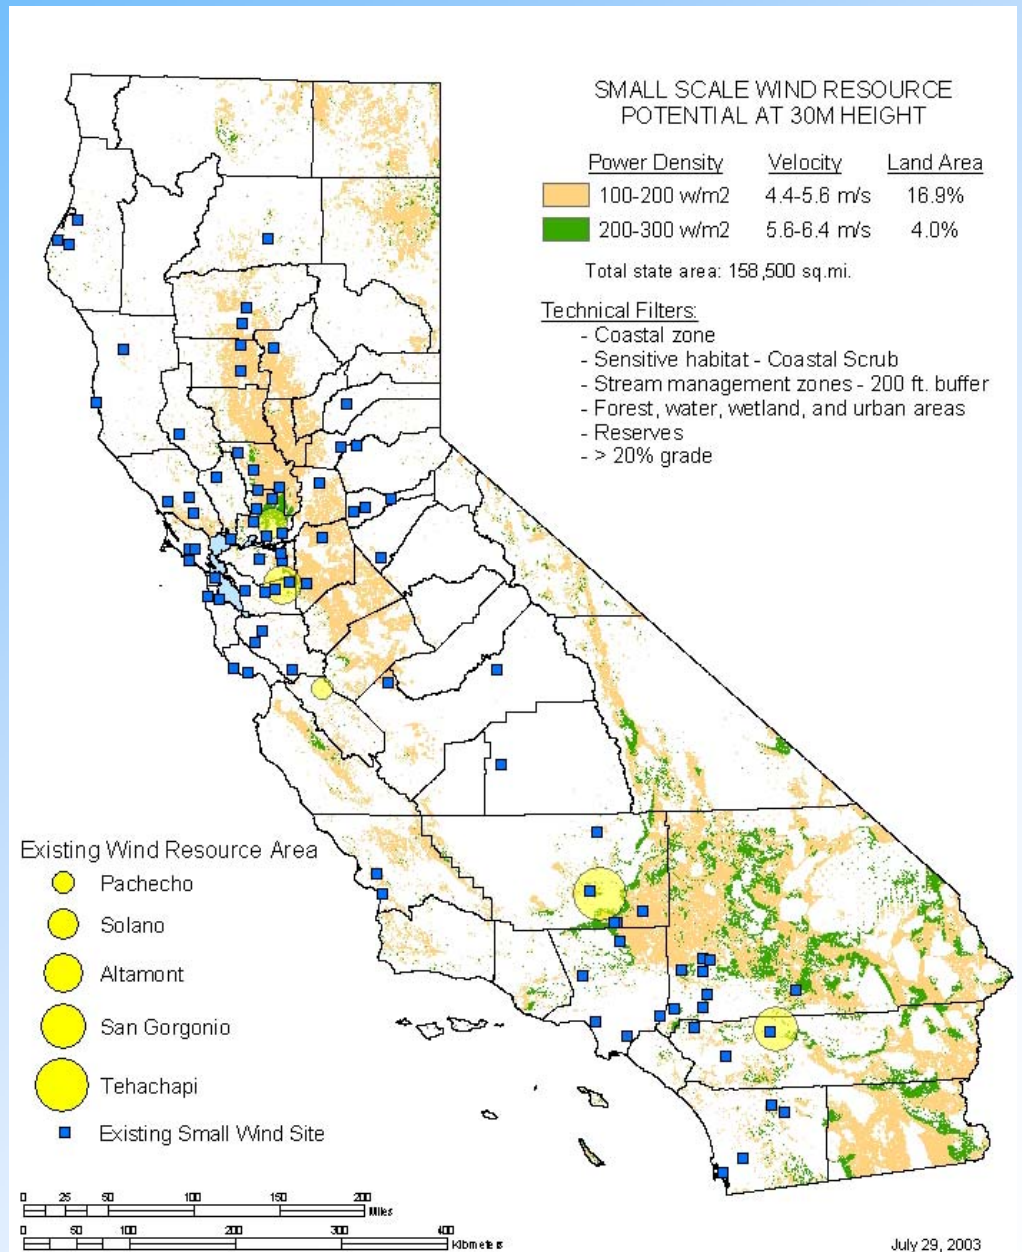 SMALL SCALE WIND RESOURCE
POTENTIAL AT 30M HEIGHT
Power Density Velocity Land Area
100-200 w/m2 4.4-5.6 m/s 16.9%
200-300 w/m2 5.6-6.4 m/s 4.0%
Total state area: 158,500 sq.mi.
Technical Filters:
- Coastal zone
- Sensitive habitat - Coastal Scrub
- Stream management zones - 200 ft. buffer
- Forest, water, wetland, and urban areas
- Reserves
- > 20% grade
Existing Wind Resource Area
Pachecho
Solano
Altamont
San Gorgonio
Tehachapi
Existing Small Wind Site
0 25 50 100 150 200
Miles
0 50 100 200 300 400
Kilometers
July 29, 2003